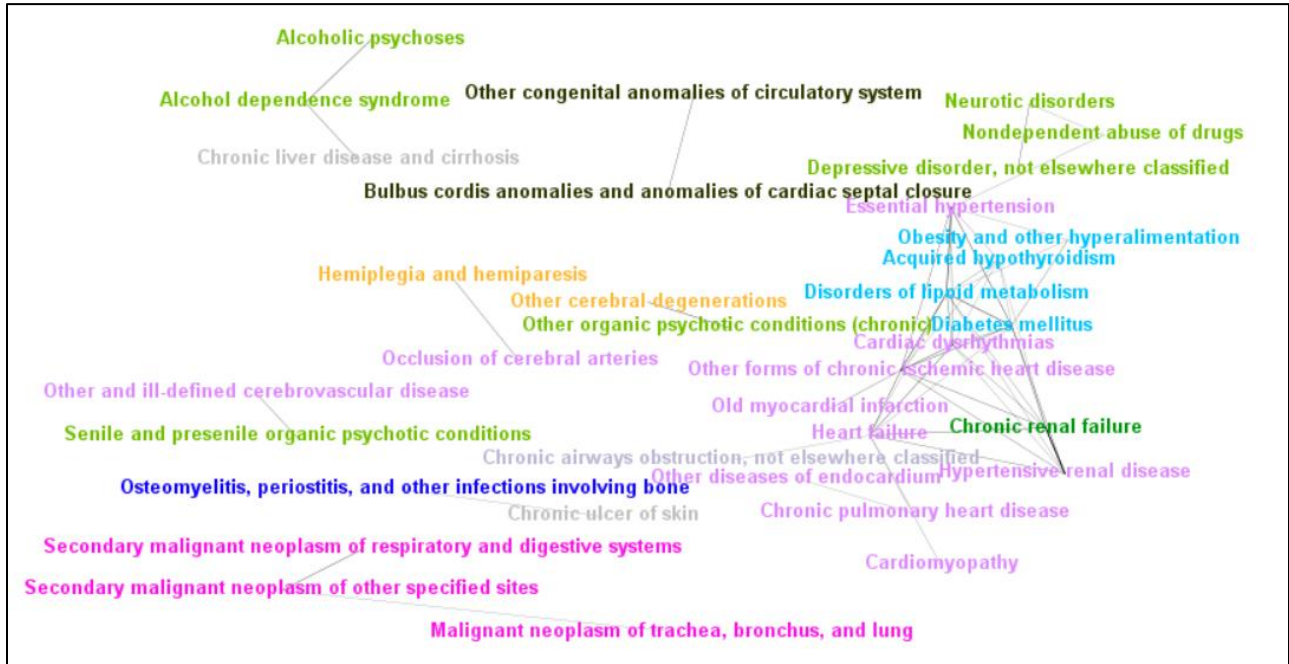 Alcoholic psychoses
Alcohol dependence syndrome
Other congenital anomalies of circulatory system
Neurotic disorders
Nondependent abuse of drugs
Chronic liver disease and cirrhosis
Depressive disorder, not elsewhere classified
Bulbus cordis anomalies and anomalies of cardiac septal closure
Essential hypertension
Obesity and other hyperalimentation
Acquired hypothyroidism
Hemiplegia and hemiparesis
Disorders of lipoid metabolism
Other cerebral degenerations
Other organic psychotic conditions (chronic)
Diabetes mellitus
Cardiac dysrhythmias
Occlusion of cerebral arteries
Other forms of chronic ischemic heart disease
Other and ill-defined cerebrovascular disease
Old myocardial infarction
Chronic renal failure
Senile and presenile organic psychotic conditions
Heart failure
Chronic airways obstruction, not elsewhere classified
Hypertensive renal disease
Other diseases of endocardium
Osteomyelitis, periostitis, and other infections involving bone
Chronic ulcer of skin
Chronic pulmonary heart disease
Secondary malignant neoplasm of respiratory and digestive systems
Cardiomyopathy
Secondary malignant neoplasm of other specified sites
Malignant neoplasm of trachea, bronchus, and lung